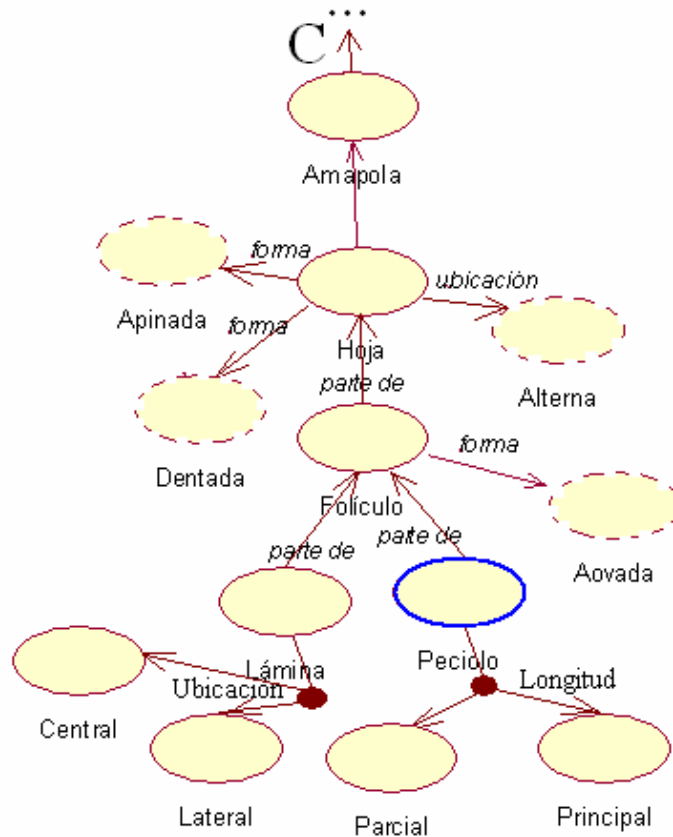 ...
C
Amapola
forma
ubicación
Apinada
forma
Hoja
Alterna
parte de
Dentada
forma
Folículo
parte de
parte de
Aovada
Lámina
Peciolo
Ubicación
Longitud
Central
Lateral
Parcial
Principal